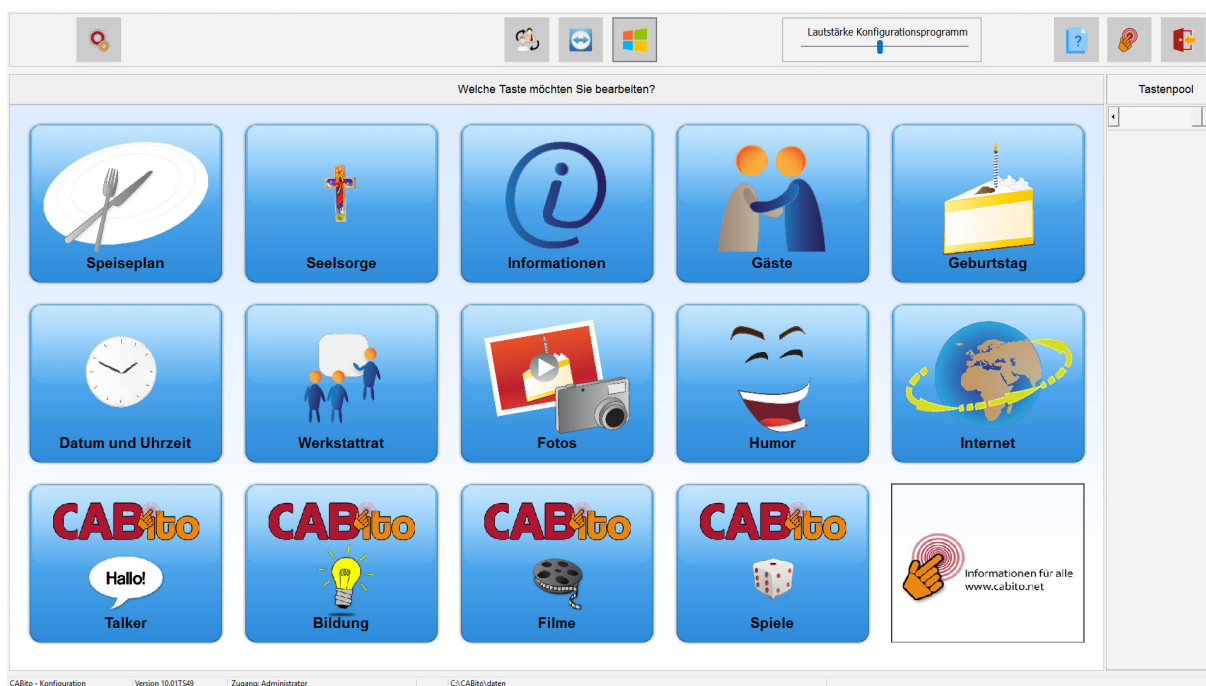 Lautstärke Konfigurationsprogramm
?
Welche Taste möchten Sie bearbeiten?
Tastenpool
Speiseplan
Seelsorge
Informationen
Gäste
Geburtstag
Datum und Uhrzeit
Werkstattrat
Fotos
Humor
Internet
CABito
Hallo!
Talker
CABito
Bildung
CABito
Filme
CABito
Spiele
Informationen für alle
www.cabito.net
CABito - Konfiguration
Version 10.01TS49
Zugang: Administrator
C:\CABito\daten